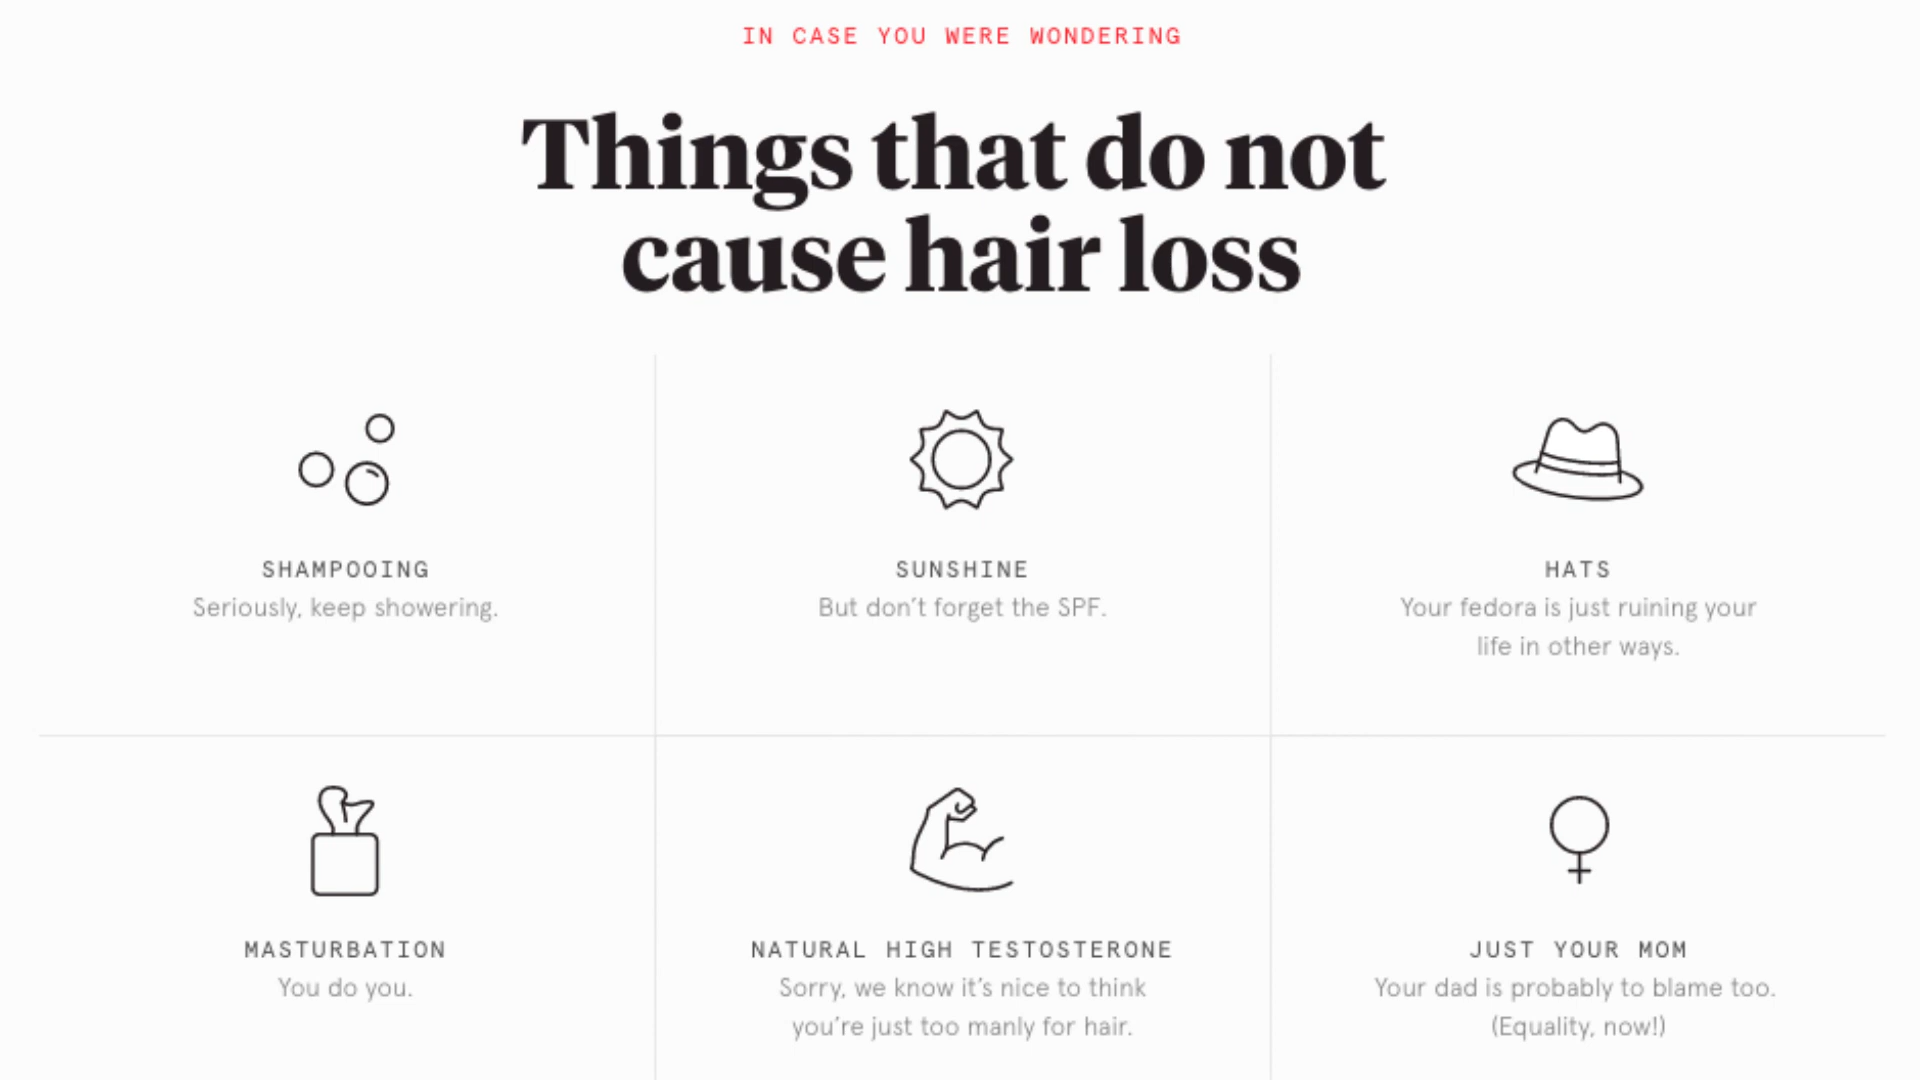 IN CASE YOU WERE WONDERING
Things that do not
cause hair loss
SHAMPOOING
Seriously, keep showering.
SUNSHINE
But don’t forget the SPF.
HATS
Your fedora is just ruining your
life in other ways.
MASTURBATION
You do you.
NATURAL HIGH TESTOSTERONE
Sorry, we know it’s nice to think
you’re just too manly for hair.
JUST YOUR MOM
Your dad is probably to blame too.
(Equality, now!)